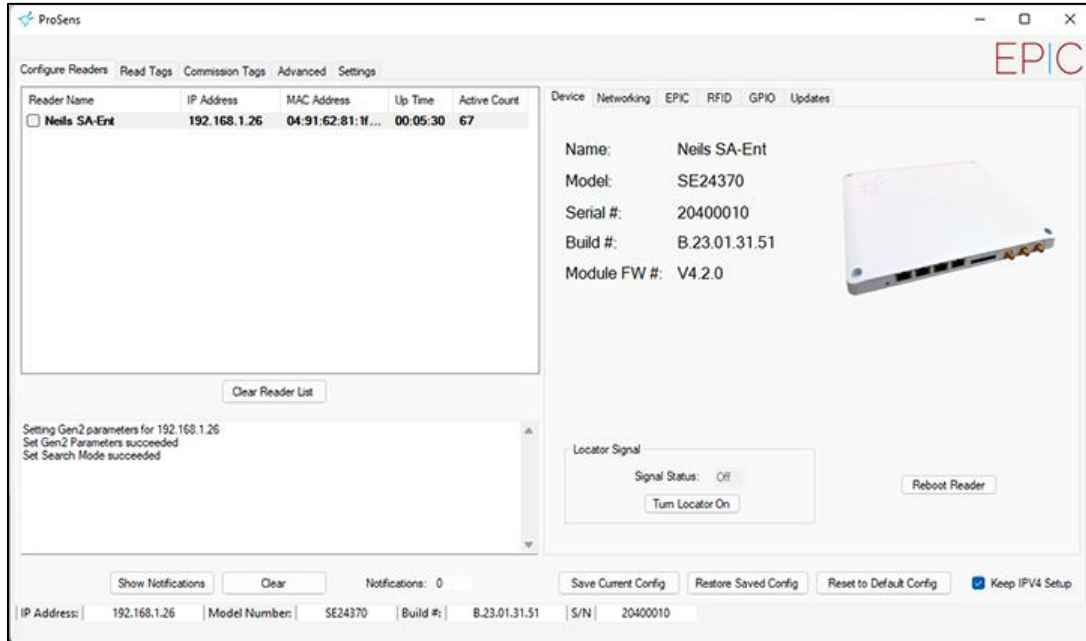 ProSens
EPIC
Configure Readers Read Tags Commission Tags Advanced Settings
Reader Name IP Address MAC Address Up Time Active Count
Neils SA-Ent 192.168.1.26 04:91:62:81:1f... 00:05:30 67
Device Networking EPIC RFID GPIO Updates
Name: Neils SA-Ent
Model: SE24370
Serial #: 20400010
Build #: B.23.01.31.51
Module FW #: V4.2.0
Clear Reader List
Setting Gen2 parameters for 192.168.1.26
Set Gen2 Parameters succeeded
Set Search Mode succeeded
Locator Signal
Signal Status: Off
Turn Locator On
Reboot Reader
Show Notifications Clear Notifications: 0
Save Current Config Restore Saved Config Reset to Default Config Keep IPV4 Setup
IP Address: 192.168.1.26 Model Number: SE24370 Build #: B.23.01.31.51 S/N 20400010